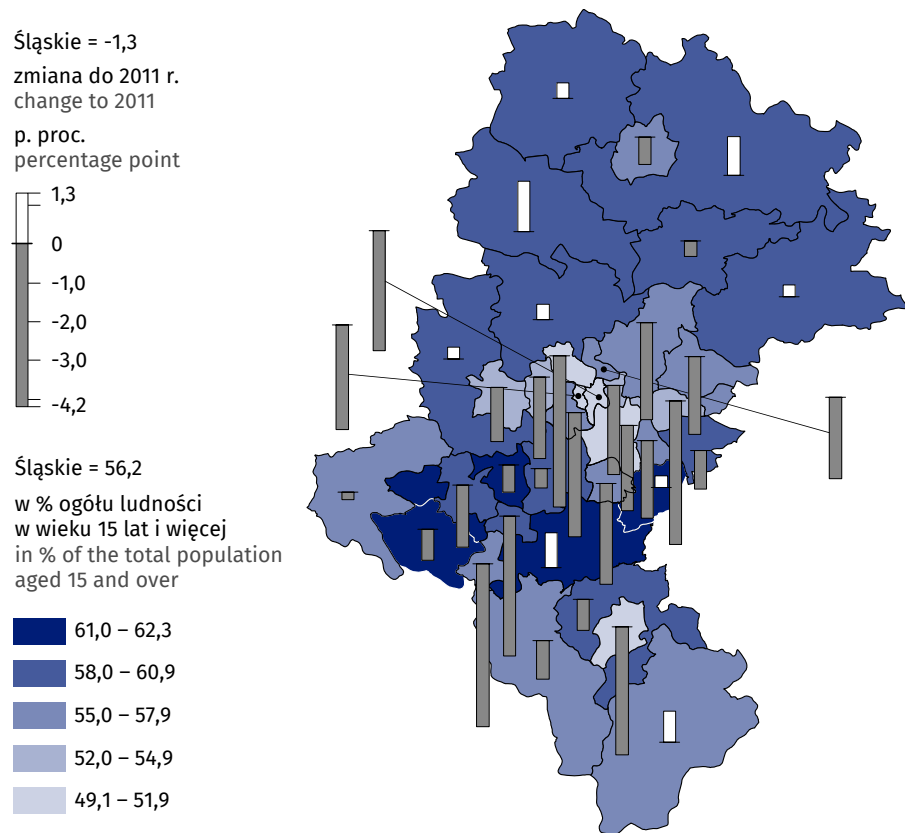 Śląskie = -1,3
zmiana do 2011 r.
change to 2011
p. proc.
percentage point
1,3
0
-1,0
-2,0
-3,0
-4,2
Śląskie = 56,2
w % ogółu ludności
w wieku 15 lat i więcej
in % of the total population
aged 15 and over
61,0 – 62,3
58,0 – 60,9
55,0 – 57,9
52,0 – 54,9
49,1 – 51,9